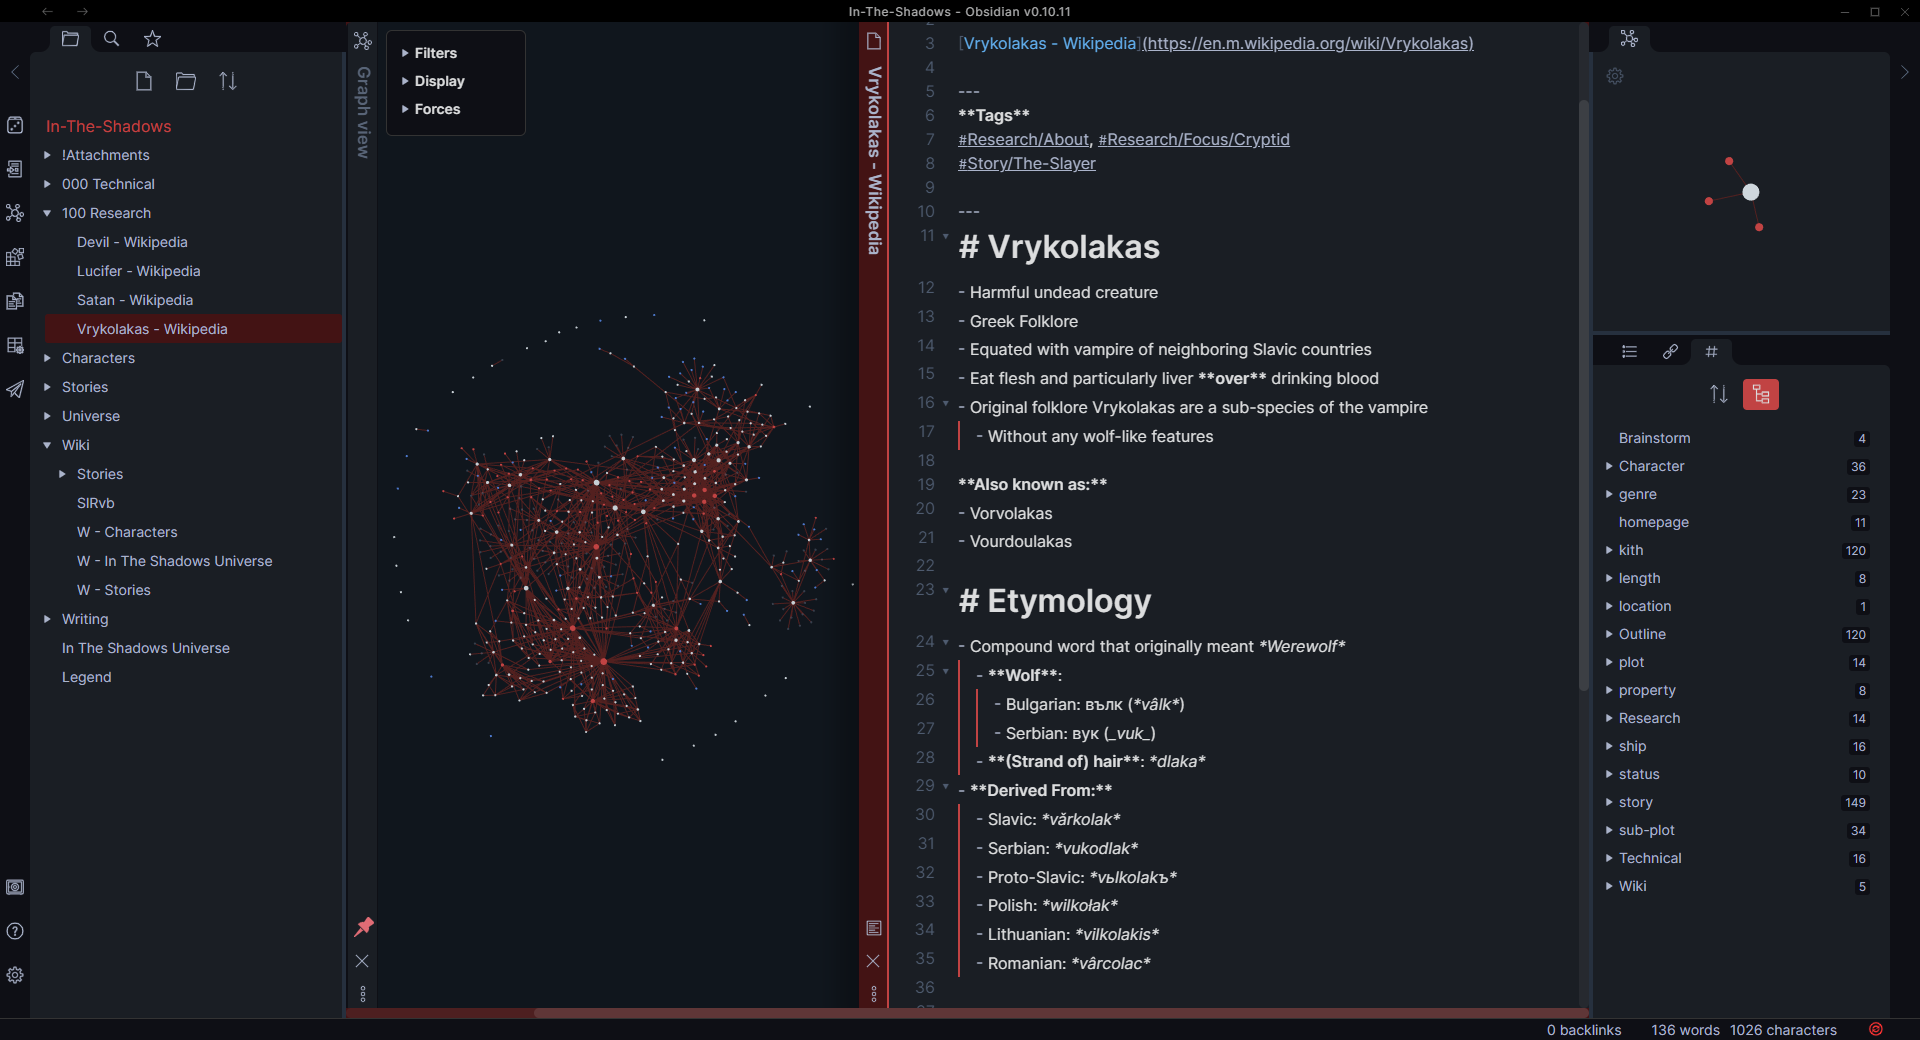 In-The-Shadows - Obsidian v0.10.11
In-The-Shadows
!Attachments
000 Technical
100 Research
Devil - Wikipedia
Lucifer - Wikipedia
Satan - Wikipedia
Vrykolakas - Wikipedia
Characters
Stories
Universe
Wiki
Stories
SIRvb
W - Characters
W - In The Shadows Universe
W - Stories
Writing
In The Shadows Universe
Legend
Graph view
Filters
Display
Forces
Vrykolakas - Wikipedia
3 [Vrykolakas - Wikipedia](https://en.m.wikipedia.org/wiki/Vrykolakas)
4
5 ---
6 **Tags**
7 #Research/About, #Research/Focus/Cryptid
8 #Story/The-Slayer
9
10 ---
11 # Vrykolakas
12 - Harmful undead creature
13 - Greek Folklore
14 - Equated with vampire of neighboring Slavic countries
15 - Eat flesh and particularly liver **over** drinking blood
16 - Original folklore Vrykolakas are a sub-species of the vampire
17 - Without any wolf-like features
18
19 **Also known as:**
20 - Vorvolakas
21 - Vourdoulakas
22
23 # Etymology
24 - Compound word that originally meant *Werewolf*
25 - **Wolf**:
26 - Bulgarian: вълк (*vâlk*)
27 - Serbian: вук (_vuk_)
28 - **(Strand of) hair**: *dlaka*
29 - **Derived From:**
30 - Slavic: *vărkolak*
31 - Serbian: *vukodlak*
32 - Proto-Slavic: *vьlkolakъ*
33 - Polish: *wilkołak*
34 - Lithuanian: *vilkolakis*
35 - Romanian: *vârcolac*
36
Brainstorm 4
Character 36
genre 23
homepage 11
kith 120
length 8
location 1
Outline 120
plot 14
property 8
Research 14
ship 16
status 10
story 149
sub-plot 34
Technical 16
Wiki 5
0 backlinks 136 words 1026 characters